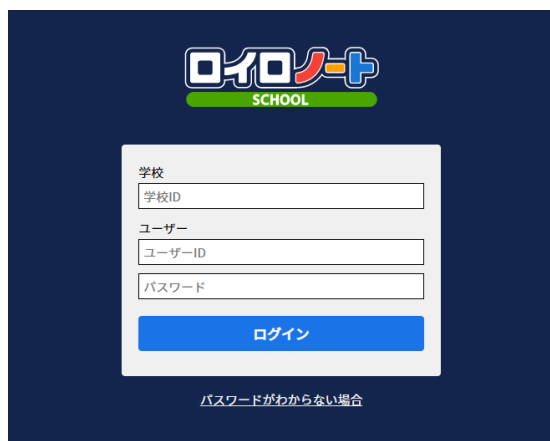 ロイロノート
SCHOOL
学校
学校ID
ユーザー
ユーザーID
パスワード
ログイン
パスワードがわからない場合